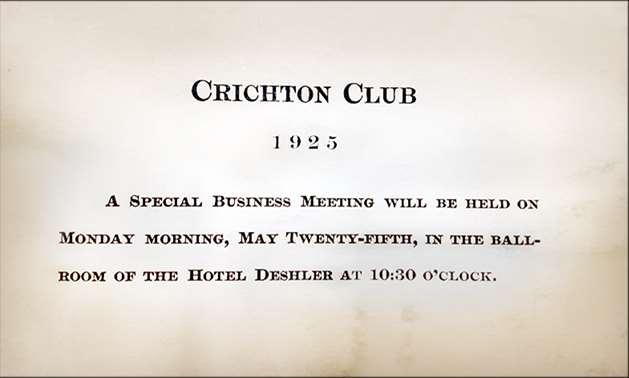 Crichton Club
1925
A Special Business Meeting will be held on
Monday morning, May Twenty-fifth, in the ball-
room of the Hotel Deshler at 10:30 o'clock.